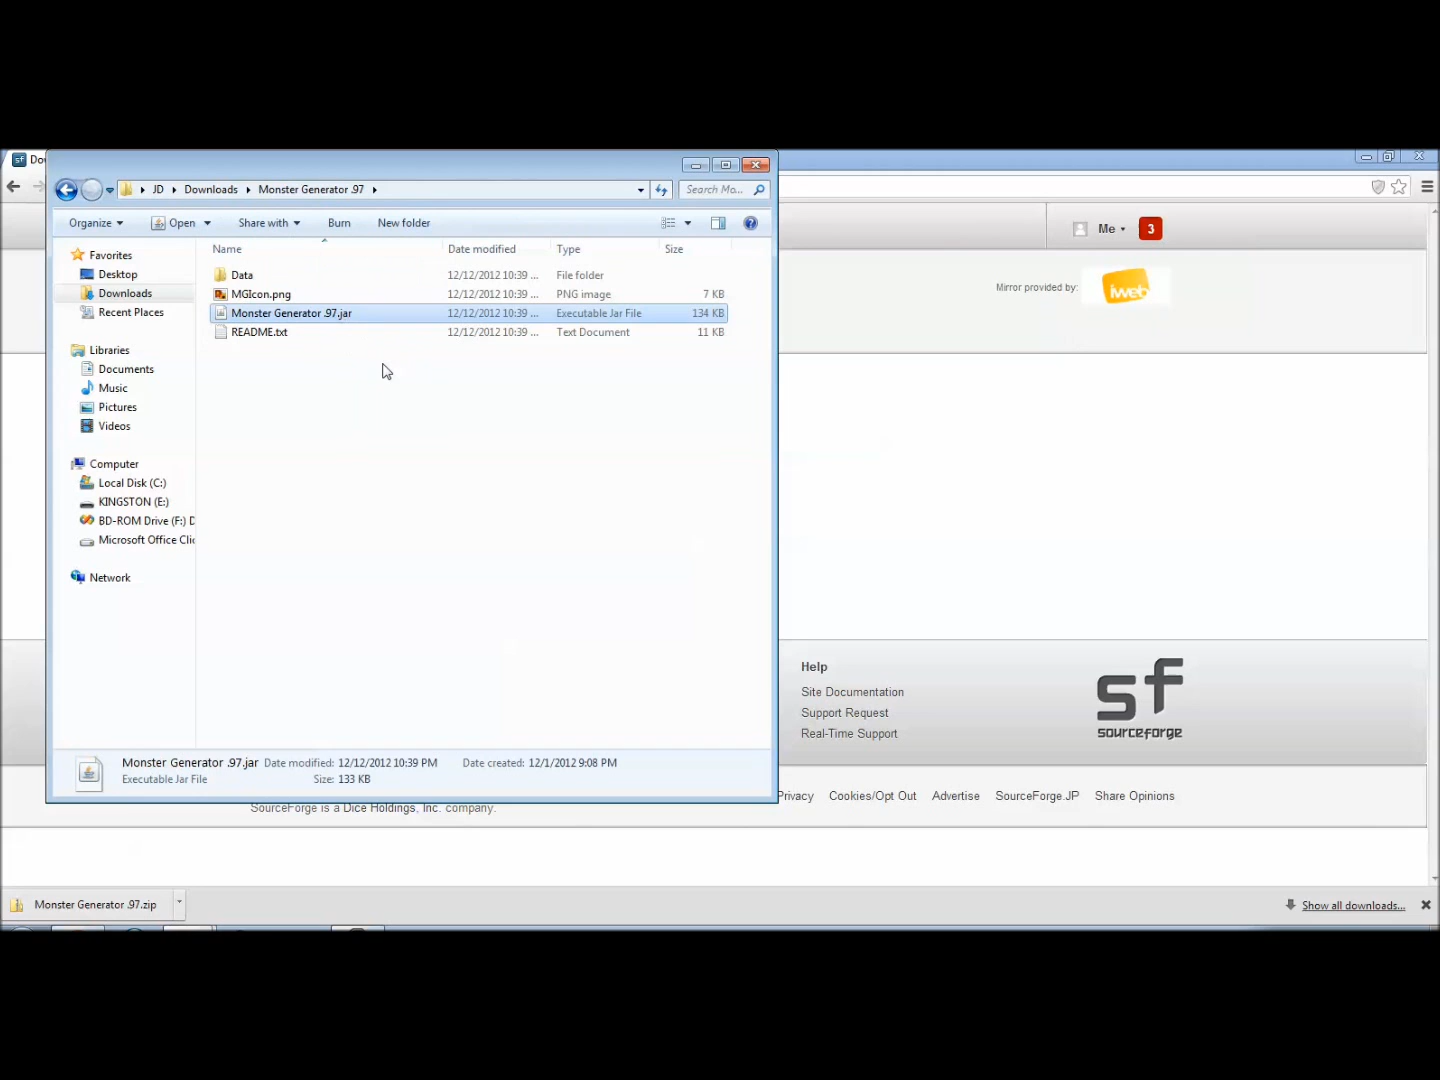 Do
JD Downloads Monster Generator .97 Search Mo...
Organize Open Share with Burn New folder
Me 3
Name Date modified Type Size
Favorites
Desktop
Downloads
Recent Places
Libraries
Documents
Music
Pictures
Videos
Computer
Local Disk (C:)
KINGSTON (E:)
BD-ROM Drive (F:) D
Microsoft Office Clic
Network
Data 12/12/2012 10:39 ... File folder
MGIcon.png 12/12/2012 10:39 ... PNG image 7 KB
Monster Generator .97.jar 12/12/2012 10:39 ... Executable Jar File 134 KB
README.txt 12/12/2012 10:39 ... Text Document 11 KB
Mirror provided by: iweb
Monster Generator .97.jar Date modified: 12/12/2012 10:39 PM Date created: 12/1/2012 9:08 PM
Executable Jar File Size: 133 KB
Help
Site Documentation
Support Request
Real-Time Support
sf
sourceforge
Privacy Cookies/Opt Out Advertise SourceForge.JP Share Opinions
SourceForge is a Dice Holdings, Inc. company.
Monster Generator .97.zip
Show all downloads...